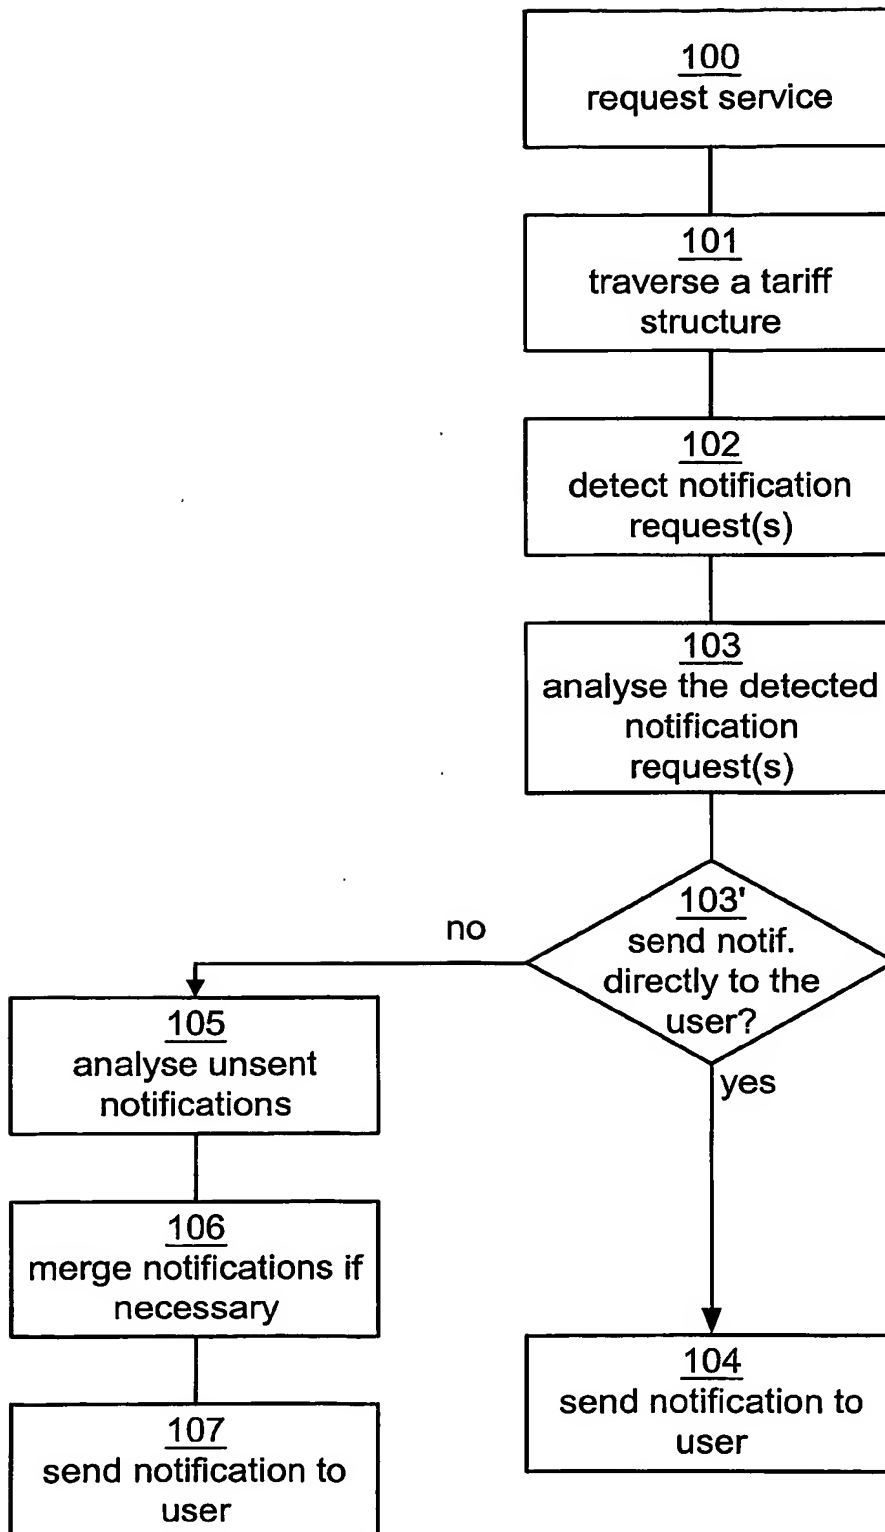 100
request service
101
traverse a tariff
structure
102
detect notification
request(s)
103
analyse the detected
notification
request(s)
103'
send notif.
directly to the
user?
no
yes
105
analyse unsent
notifications
106
merge notifications if
necessary
107
send notification to
user
104
send notification to
user